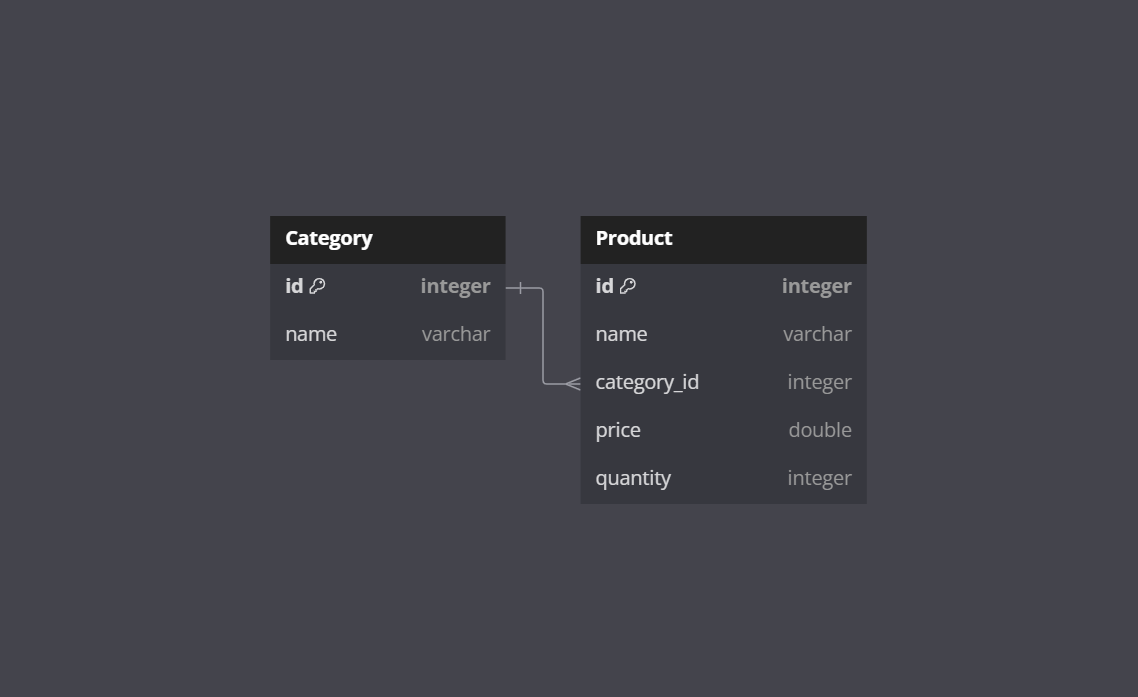 Category
id integer
name varchar
Product
id integer
name varchar
category_id integer
price double
quantity integer